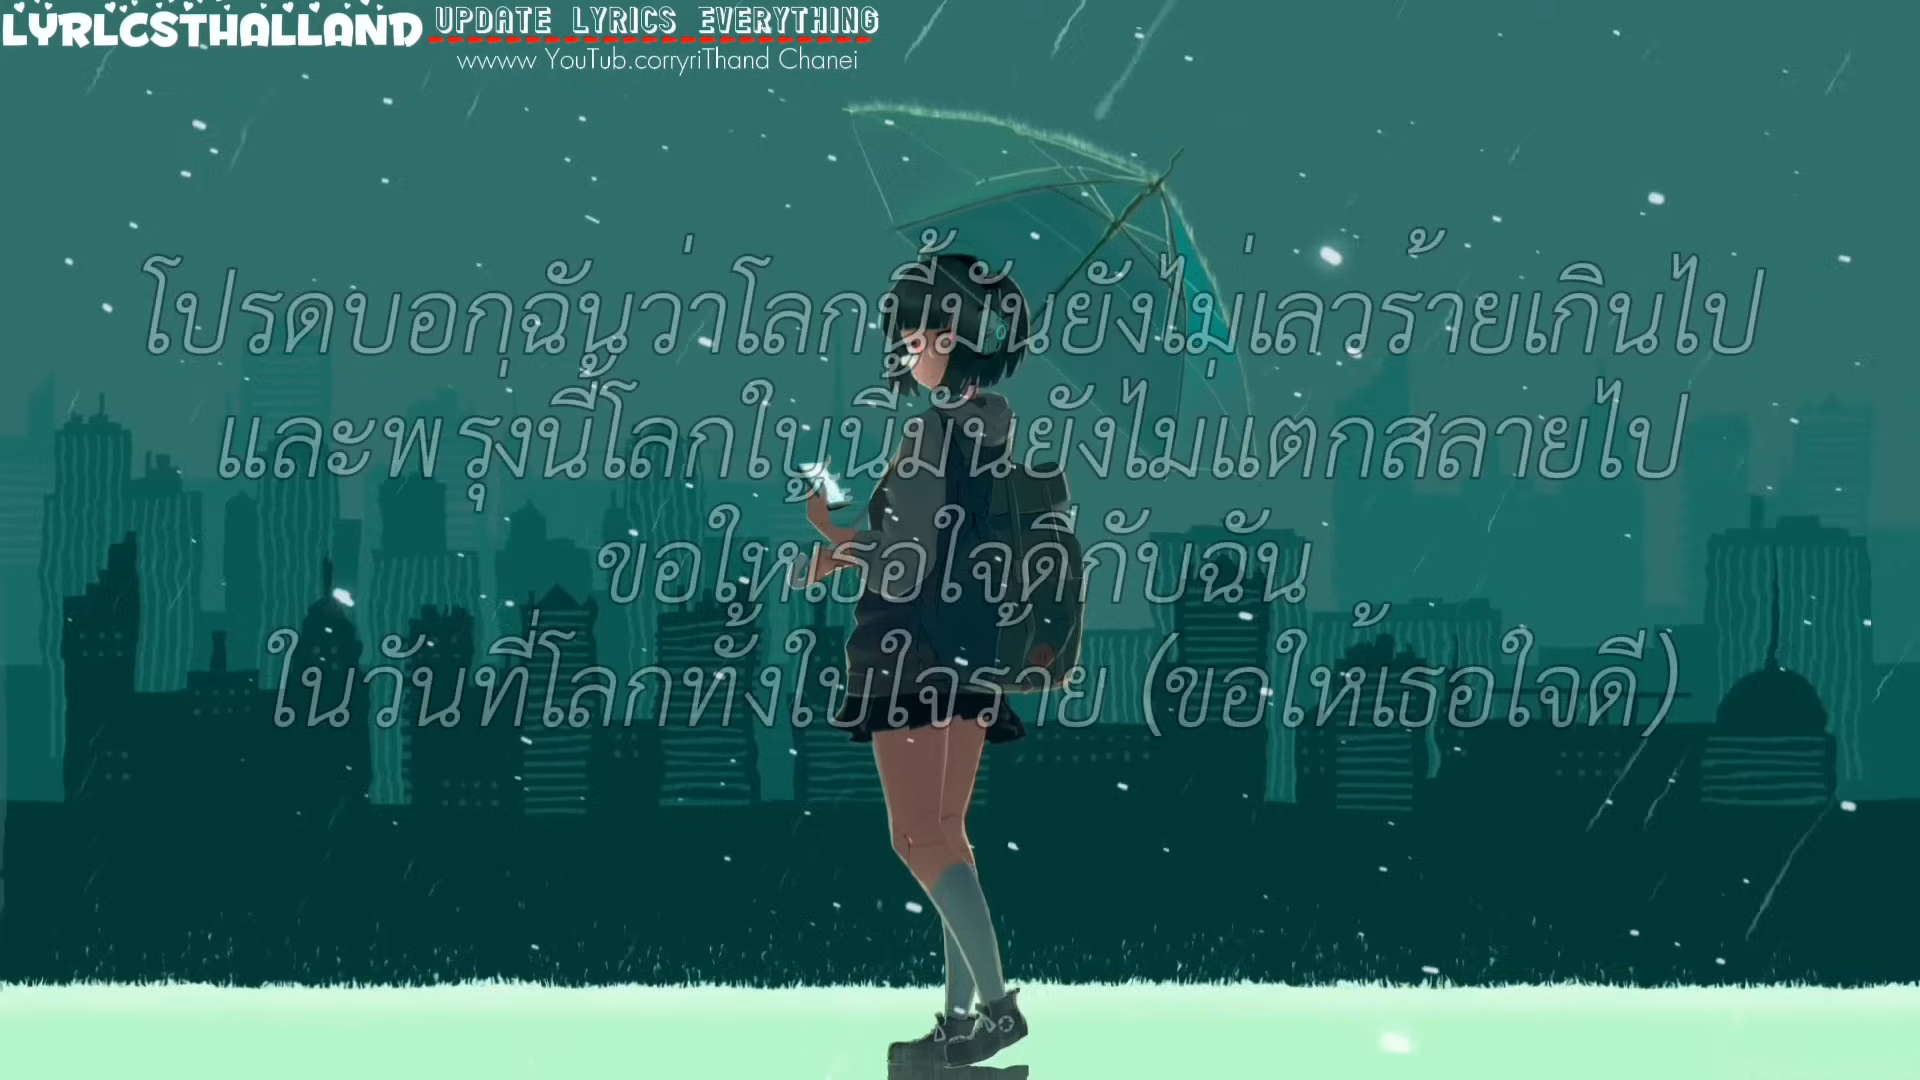 LYRLCSTHALLAND
UPDATE LYRICS EVERYTHING
wwww YouTub.corryriThand Chanei
โปรดบอกฉันว่าโลกนี้มันยังไม่เลวร้ายเกินไป
และพรุ่งนี้โลกใบนี้มันยังไม่แตกสลายไป
ขอให้เธอใจดีกับฉัน
ในวันที่โลกทั้งใบใจร้าย (ขอให้เธอใจดี)